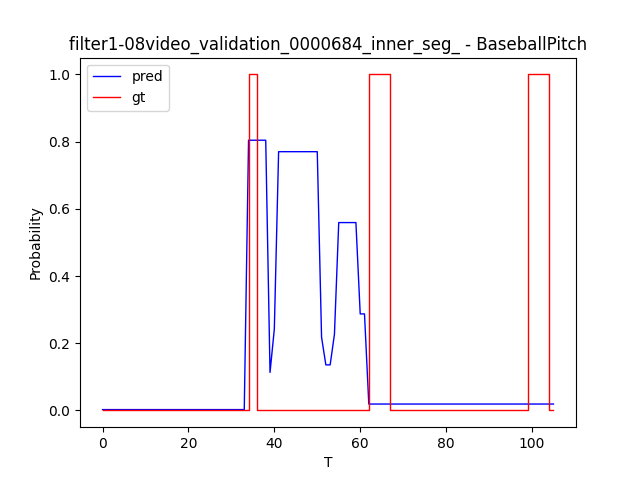 filter1-08video_validation_0000684_inner_seg_ - BaseballPitch
pred
gt
1.0
0.8
0.6
0.4
0.2
0.0
Probability
0
20
40
60
80
100
T